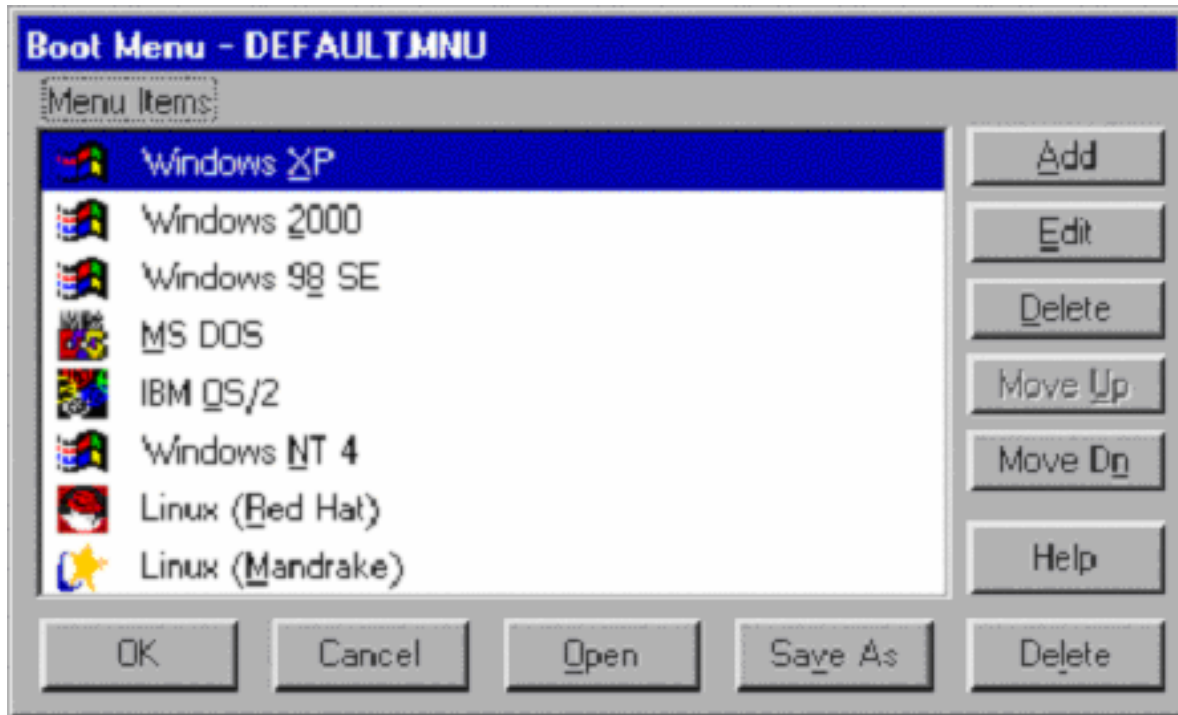 Boot Menu - DEFAULT.MNU
Menu Items
Windows XP
Windows 2000
Windows 98 SE
MS DOS
IBM OS/2
Windows NT 4
Linux (Red Hat)
Linux (Mandrake)
Add
Edit
Delete
Move Up
Move Dn
Help
OK
Cancel
Open
Save As
Delete